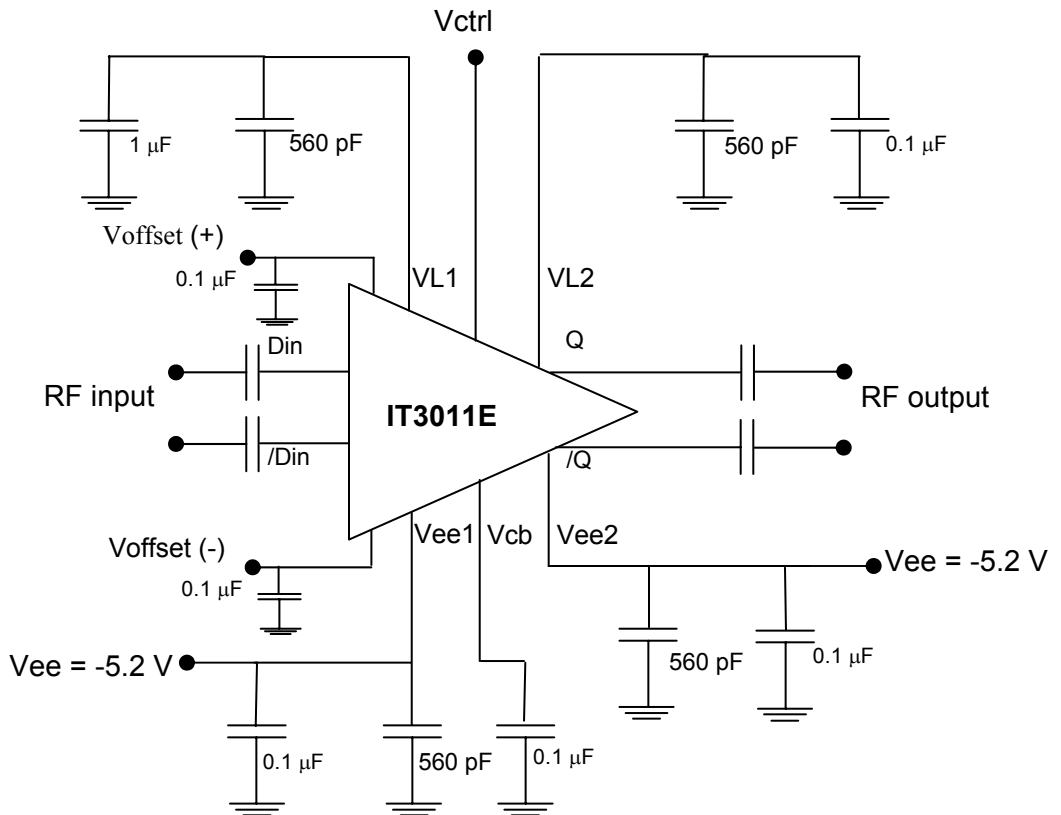 Vctrl
1 μF
560 pF
560 pF
0.1 μF
Voffset (+)
0.1 μF
VL1
VL2
Din
Q
RF input
IT3011E
RF output
/Din
/Q
Voffset (-)
Vee1
Vcb
Vee2
0.1 μF
Vee = -5.2 V
560 pF
0.1 μF
Vee = -5.2 V
0.1 μF
560 pF
0.1 μF